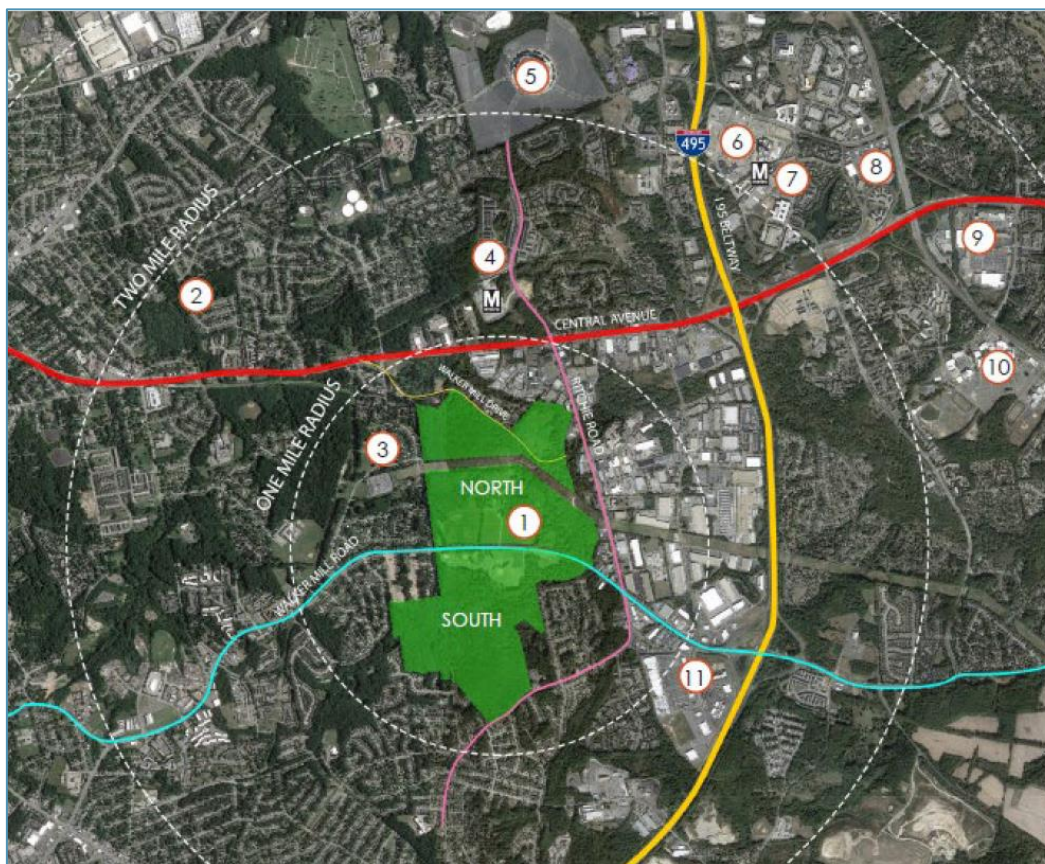 5
495
6
M
7
8
I 95 BELTWAY
9
TWO MILE RADIUS
2
4
M
CENTRAL AVENUE
10
ONE MILE RADIUS
WALKER MILL DRIVE
RITCHIE ROAD
3
NORTH
1
WALKER MILL ROAD
SOUTH
11